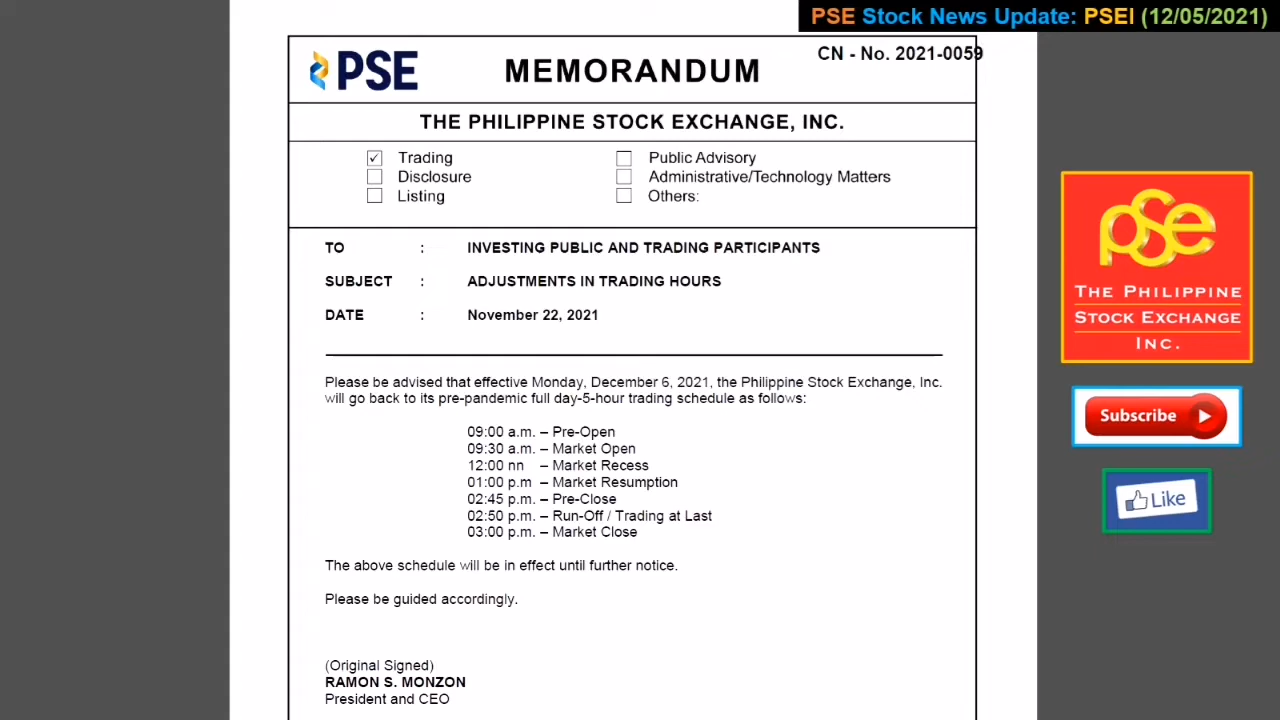 PSE Stock News Update: PSEI (12/05/2021)
CN - No. 2021-0059
PSE
MEMORANDUM
THE PHILIPPINE STOCK EXCHANGE, INC.
✓ Trading
Public Advisory
Disclosure
Administrative/Technology Matters
Listing
Others:
TO : INVESTING PUBLIC AND TRADING PARTICIPANTS
SUBJECT : ADJUSTMENTS IN TRADING HOURS
DATE : November 22, 2021
Please be advised that effective Monday, December 6, 2021, the Philippine Stock Exchange, Inc.
will go back to its pre-pandemic full day-5-hour trading schedule as follows:
09:00 a.m. – Pre-Open
09:30 a.m. – Market Open
12:00 nn – Market Recess
01:00 p.m – Market Resumption
02:45 p.m. – Pre-Close
02:50 p.m. – Run-Off / Trading at Last
03:00 p.m. – Market Close
The above schedule will be in effect until further notice.
Please be guided accordingly.
(Original Signed)
RAMON S. MONZON
President and CEO
pse
THE PHILIPPINE
STOCK EXCHANGE
INC.
Subscribe
Like